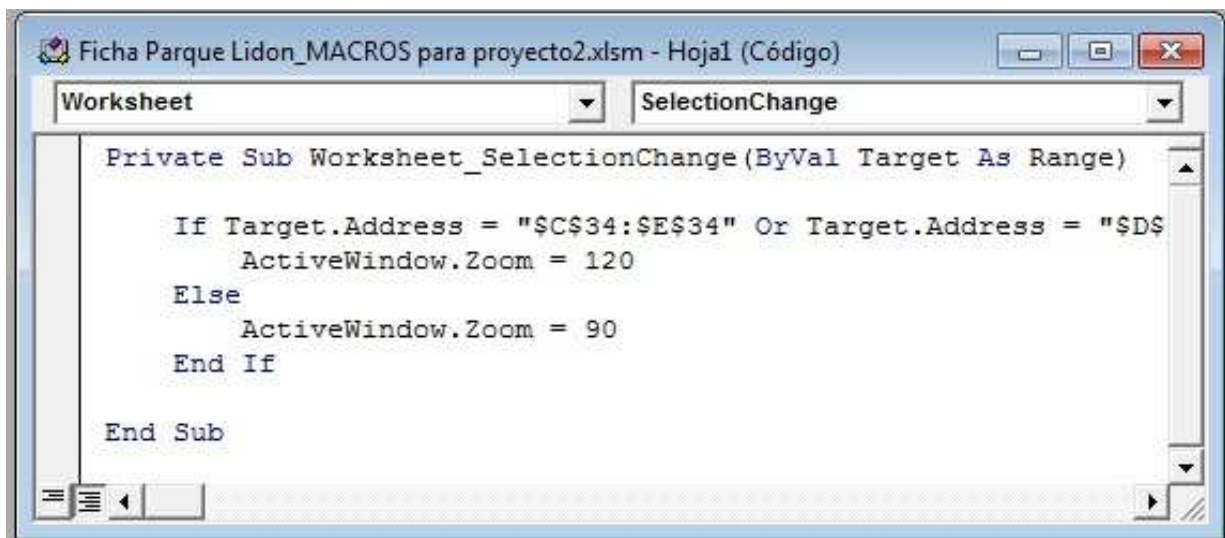 Ficha Parque Lidon_MACROS para proyecto2.xlsm - Hoja1 (Código)
Worksheet SelectionChange
Private Sub Worksheet_SelectionChange(ByVal Target As Range)
If Target.Address = "$C$34:$E$34" Or Target.Address = "$D$
ActiveWindow.Zoom = 120
Else
ActiveWindow.Zoom = 90
End If
End Sub